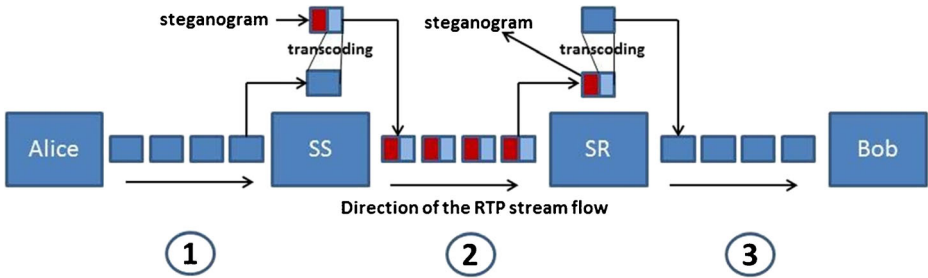 steganogram
transcoding
steganogram
transcoding
Alice
SS
SR
Bob
Direction of the RTP stream flow
1
2
3